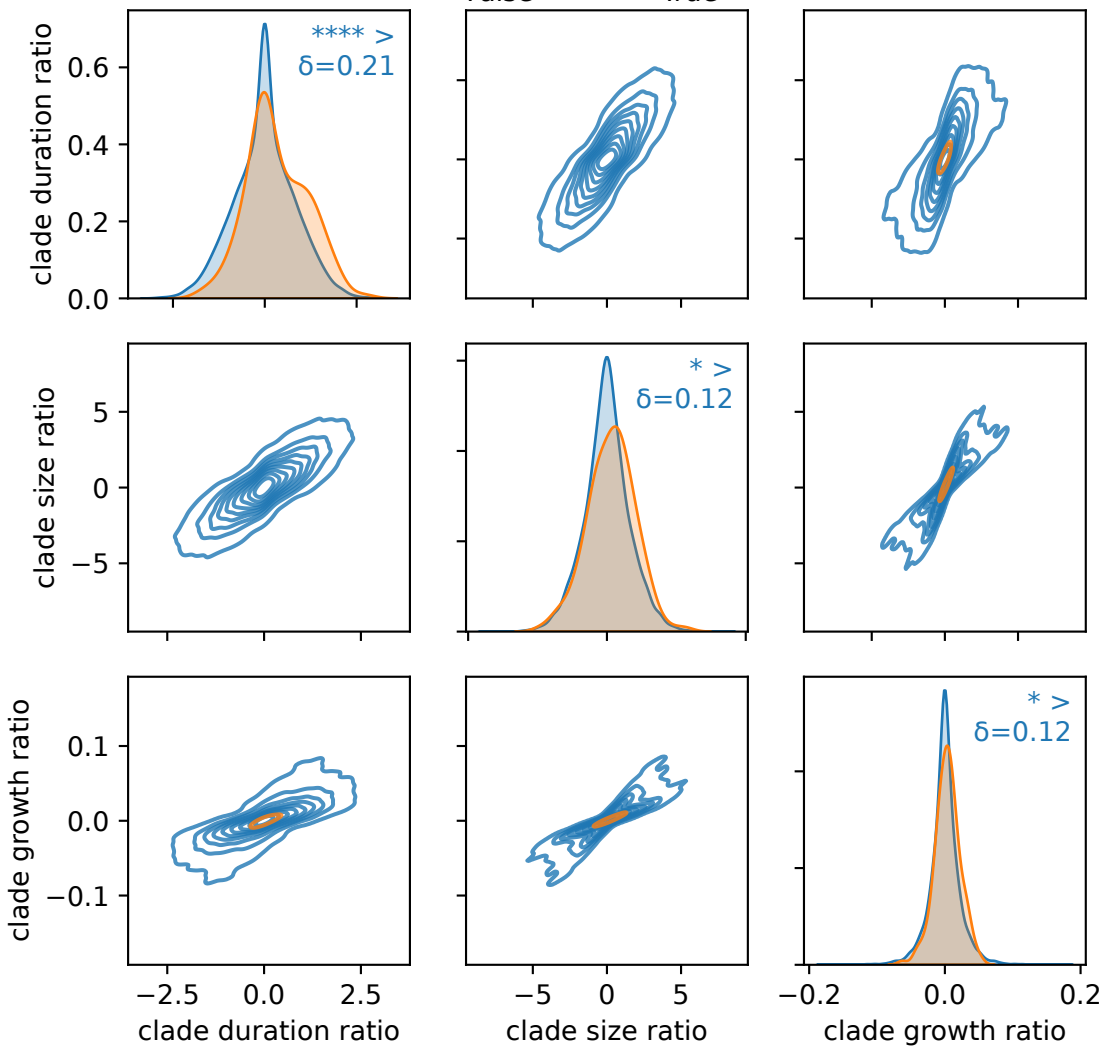 False True
**** >
δ=0.21
clade duration ratio
0.6
0.4
0.2
0.0
* >
δ=0.12
clade size ratio
5
0
−5
* >
δ=0.12
clade growth ratio
0.1
0.0
−0.1
−2.5 0.0 2.5
−5 0 5
−0.2 0.0 0.2
clade duration ratio
clade size ratio
clade growth ratio